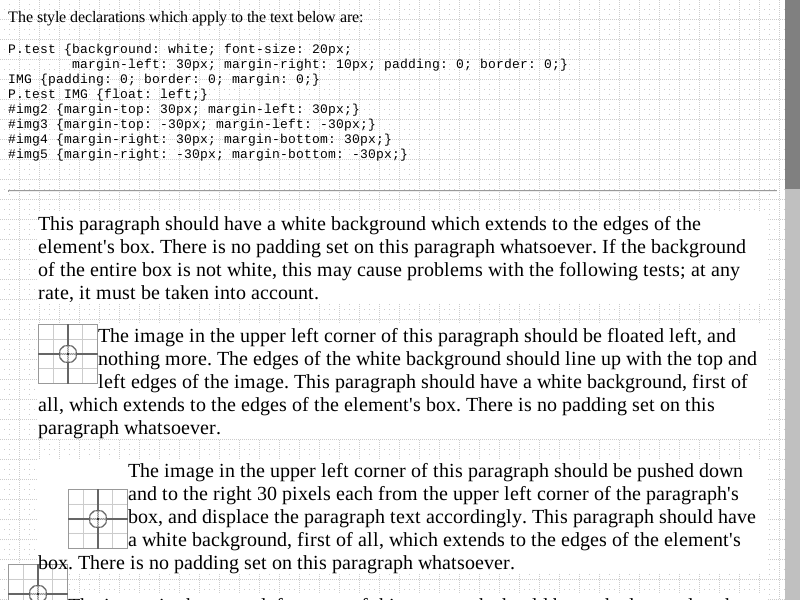 The style declarations which apply to the text below are:
P.test {background: white; font-size: 20px;
margin-left: 30px; margin-right: 10px; padding: 0; border: 0;}
IMG {padding: 0; border: 0; margin: 0;}
P.test IMG {float: left;}
#img2 {margin-top: 30px; margin-left: 30px;}
#img3 {margin-top: -30px; margin-left: -30px;}
#img4 {margin-right: 30px; margin-bottom: 30px;}
#img5 {margin-right: -30px; margin-bottom: -30px;}
This paragraph should have a white background which extends to the edges of the
element's box. There is no padding set on this paragraph whatsoever. If the background
of the entire box is not white, this may cause problems with the following tests; at any
rate, it must be taken into account.
The image in the upper left corner of this paragraph should be floated left, and
nothing more. The edges of the white background should line up with the top and
left edges of the image. This paragraph should have a white background, first of
all, which extends to the edges of the element's box. There is no padding set on this
paragraph whatsoever.
The image in the upper left corner of this paragraph should be pushed down
and to the right 30 pixels each from the upper left corner of the paragraph's
box, and displace the paragraph text accordingly. This paragraph should have
a white background, first of all, which extends to the edges of the element's
box. There is no padding set on this paragraph whatsoever.